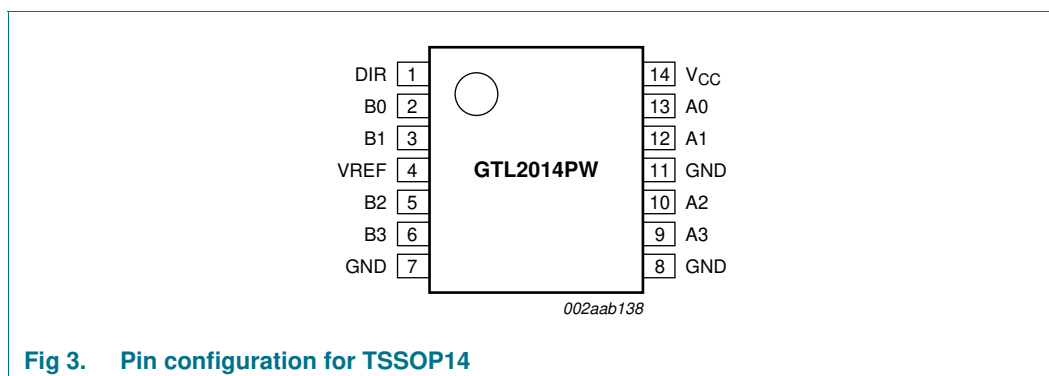 DIR 1 14 VCC
B0 2 13 A0
B1 3 12 A1
VREF 4 GTL2014PW 11 GND
B2 5 10 A2
B3 6 9 A3
GND 7 8 GND
002aab138
Fig 3. Pin configuration for TSSOP14